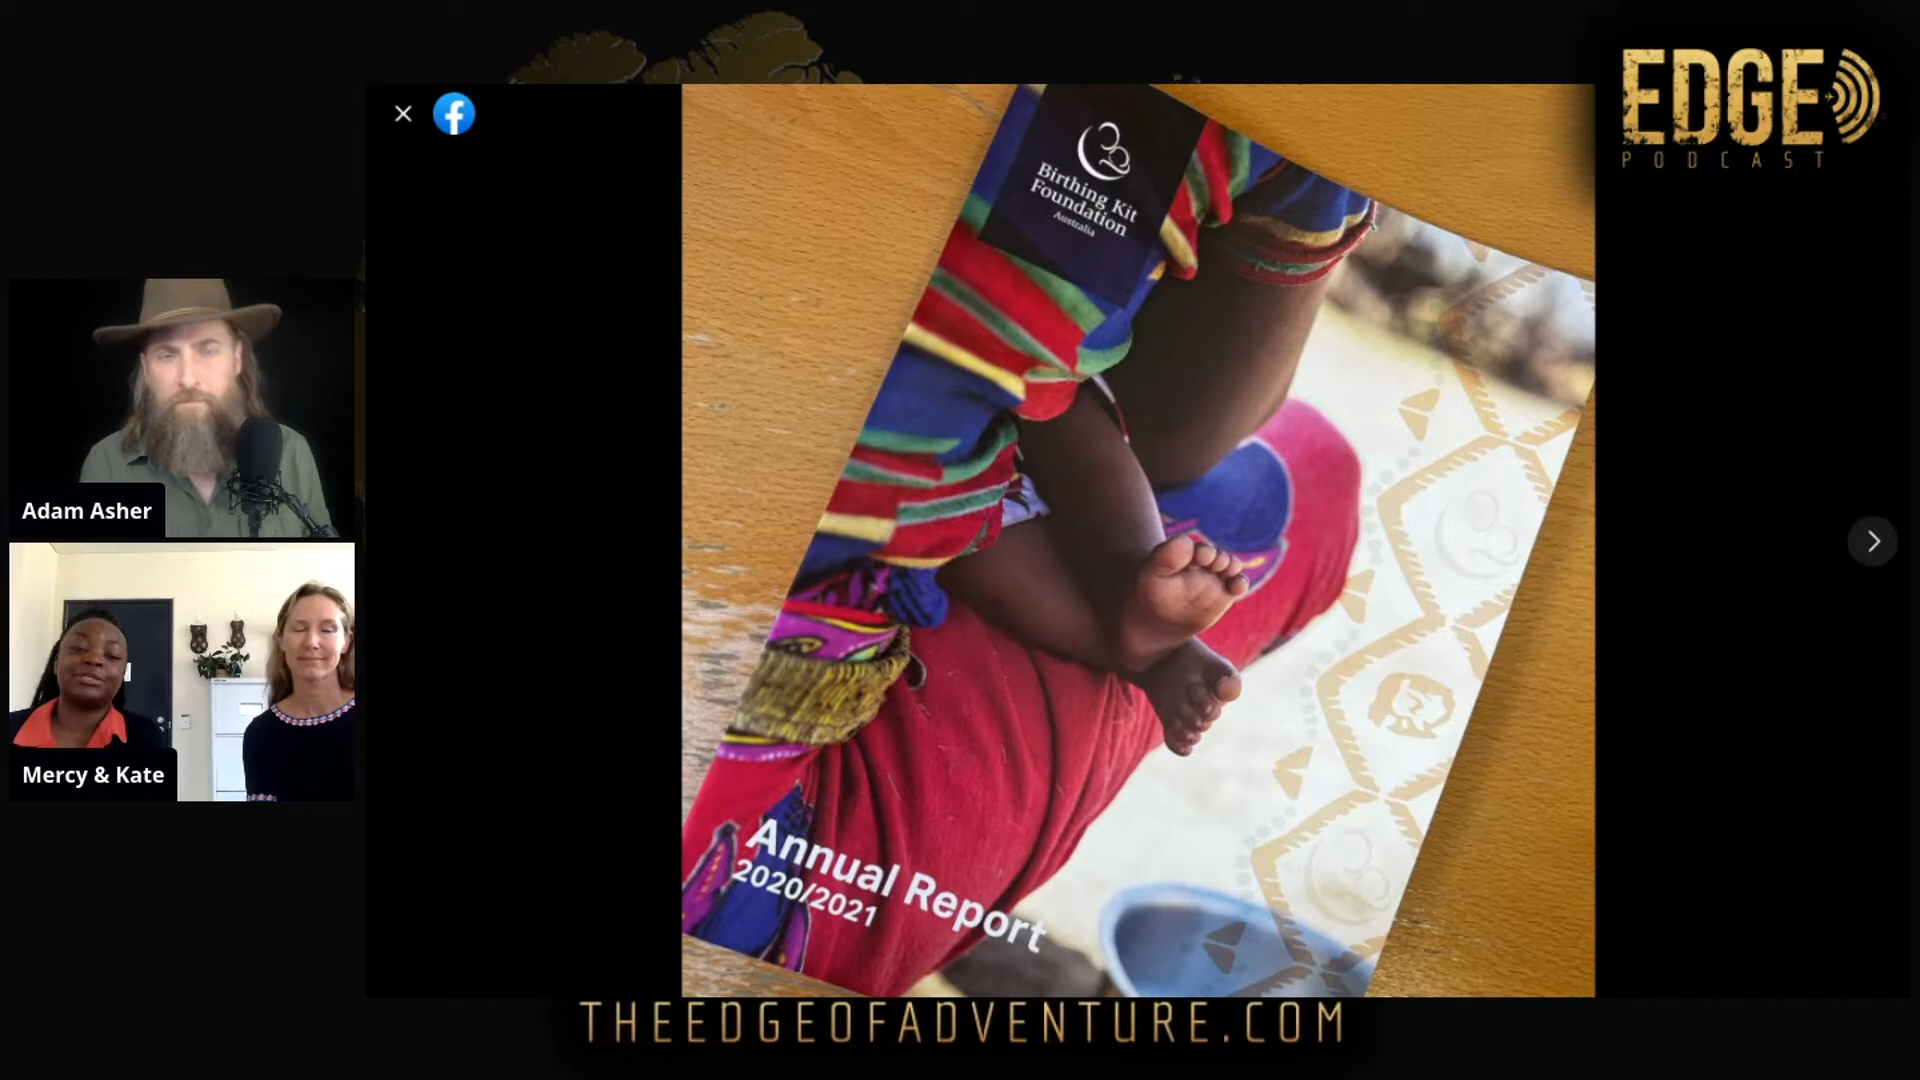 EDGE
PODCAST
Birthing Kit
Foundation
Australia
Adam Asher
Mercy & Kate
Annual Report
2020/2021
THEEDGEOFADVENTURE.COM